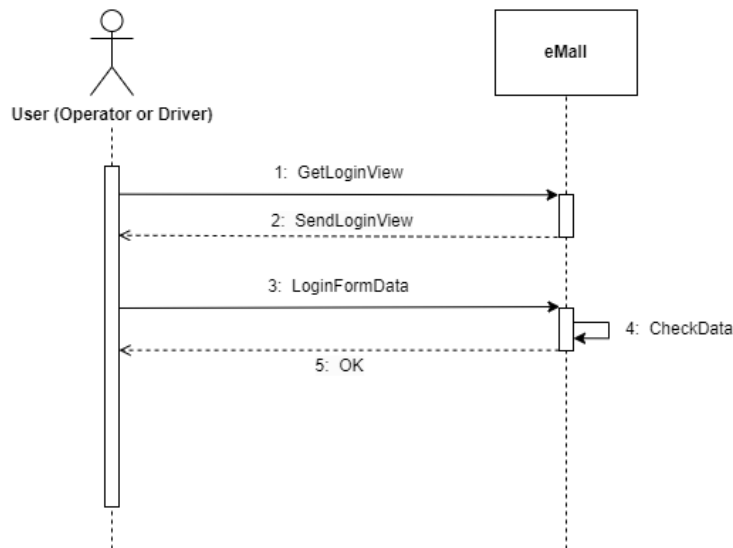 eMall
User (Operator or Driver)
1: GetLoginView
2: SendLoginView
3: LoginFormData
4: CheckData
5: OK